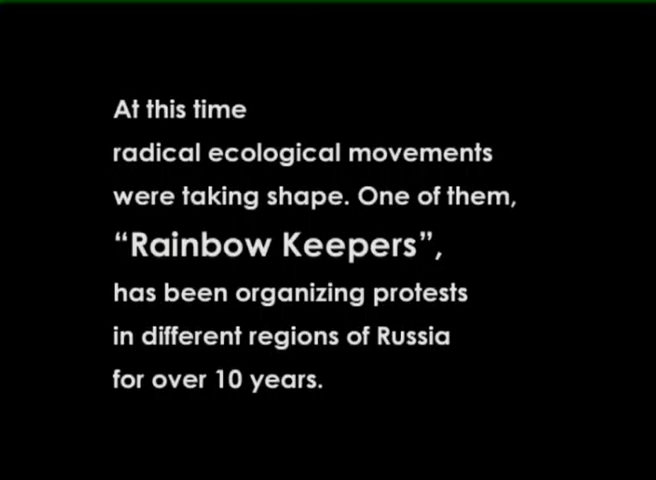 At this time
radical ecological movements
were taking shape. One of them,
“Rainbow Keepers”,
has been organizing protests
in different regions of Russia
for over 10 years.